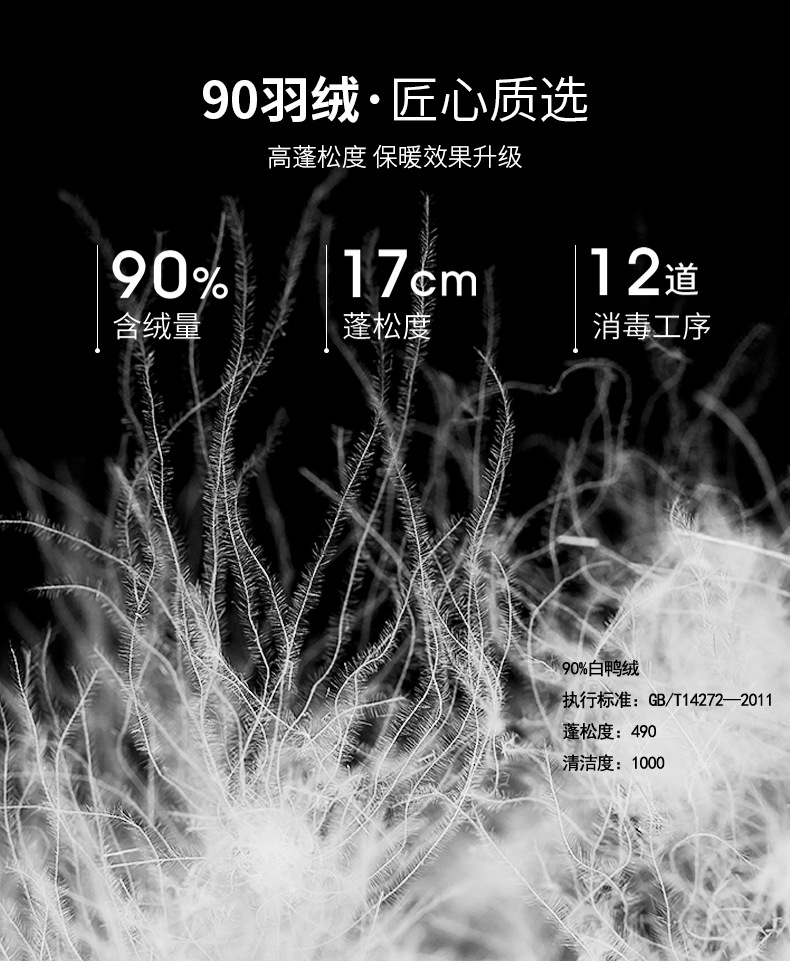 90羽绒·匠心质选
高蓬松度 保暖效果升级
90% 17cm 12道
含绒量 蓬松度 消毒工序
90%白鸭绒
执行标准：GB/T14272—2011
蓬松度：490
清洁度：1000